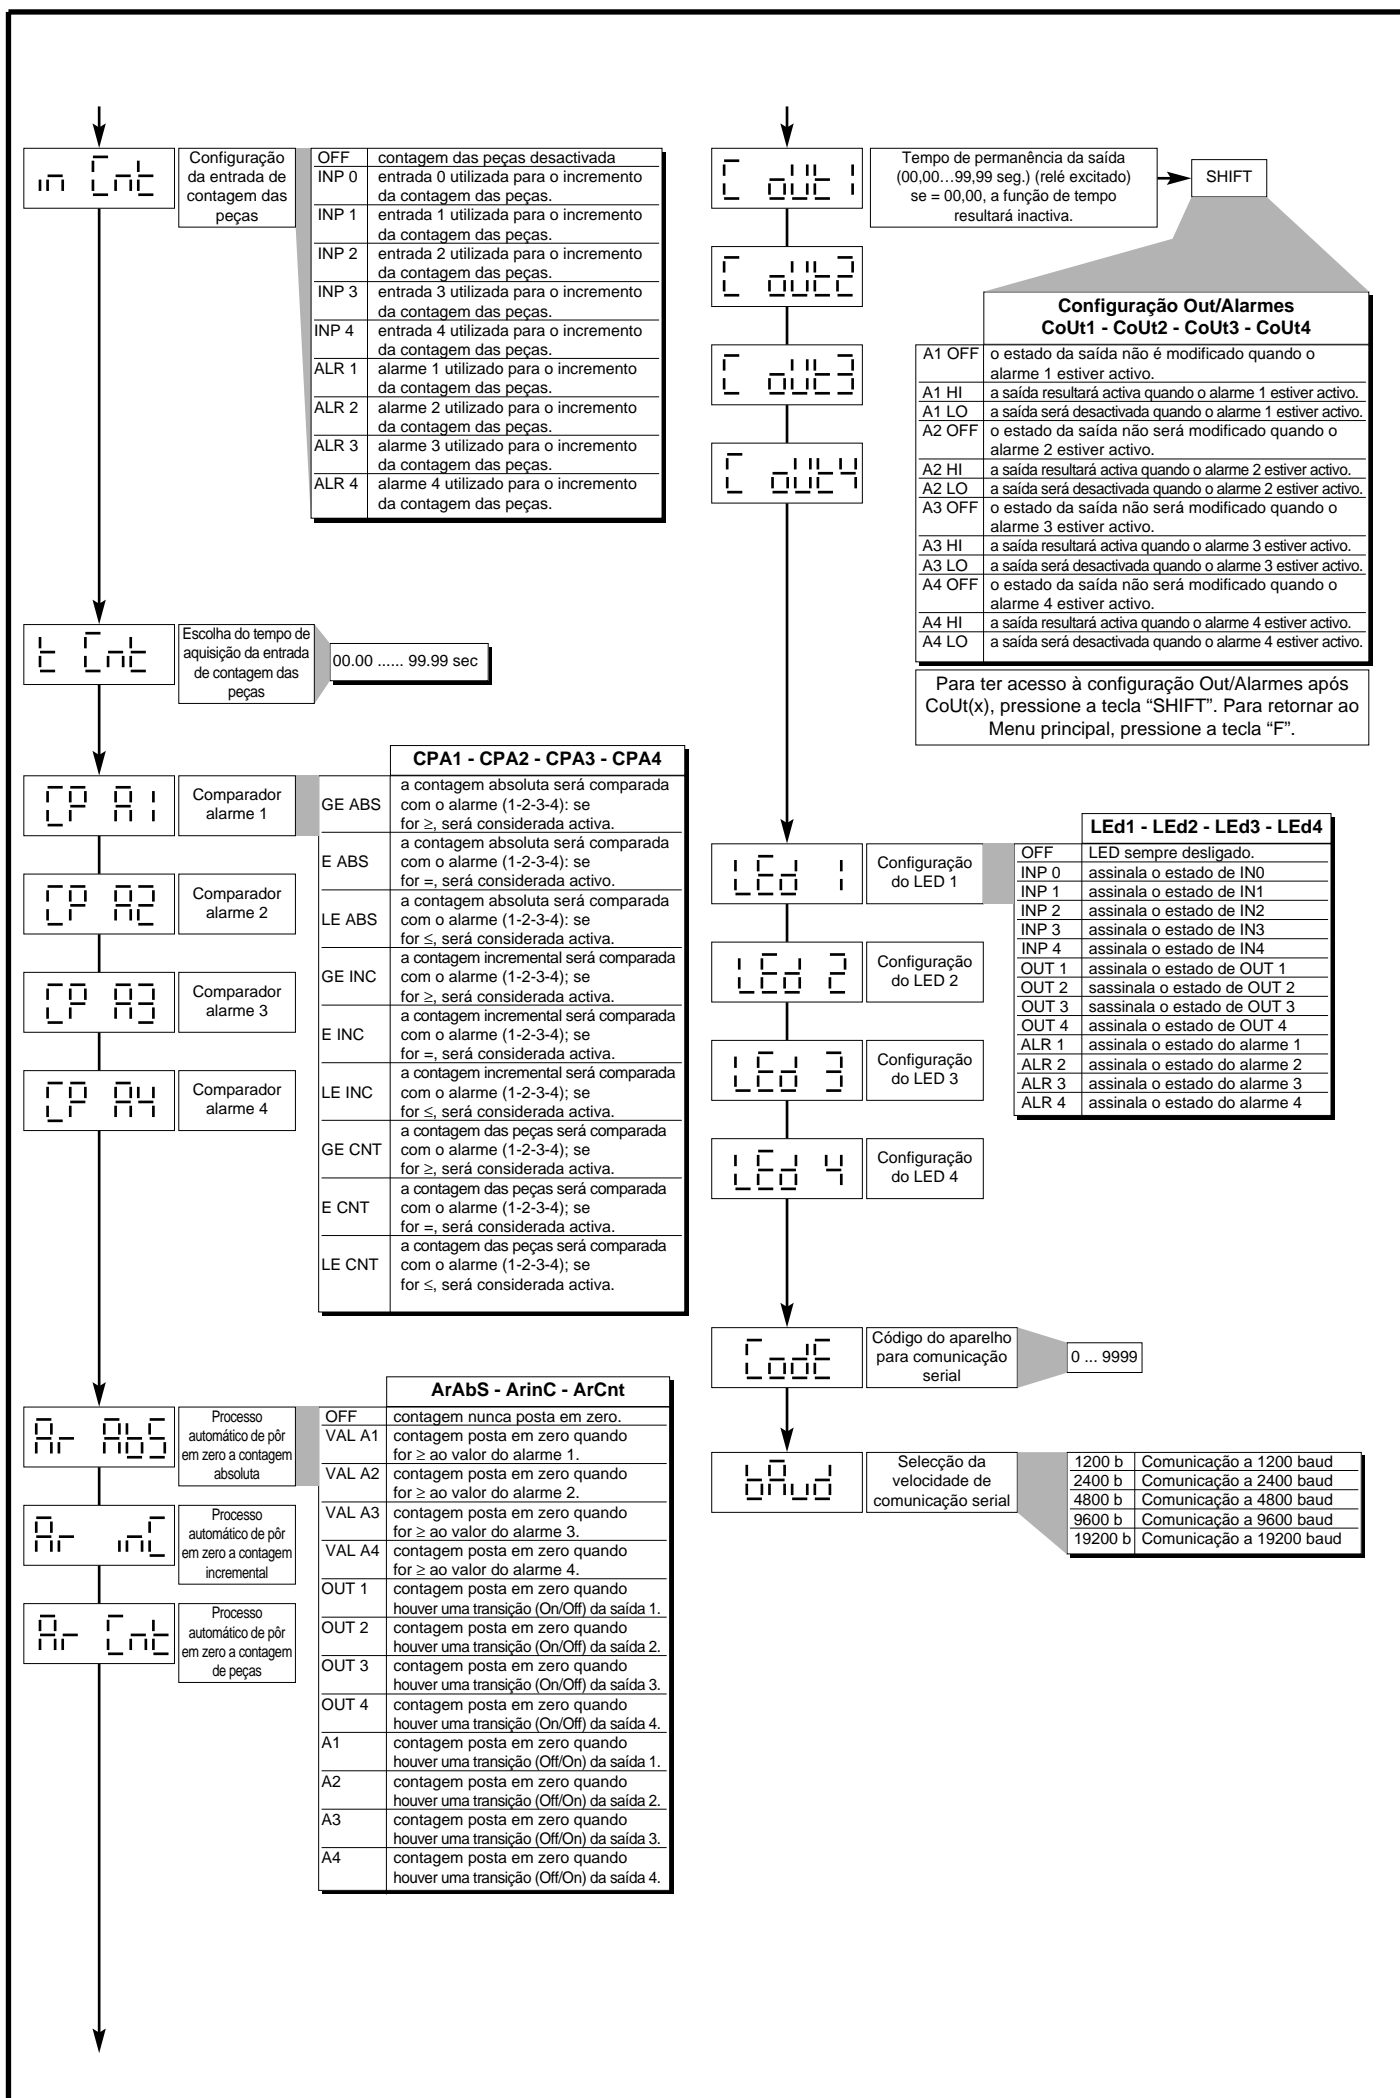 in Cnt
Configuração
da entrada de
contagem das
peças
OFF contagem das peças desactivada
INP 0 entrada 0 utilizada para o incremento
da contagem das peças.
INP 1 entrada 1 utilizada para o incremento
da contagem das peças.
INP 2 entrada 2 utilizada para o incremento
da contagem das peças.
INP 3 entrada 3 utilizada para o incremento
da contagem das peças.
INP 4 entrada 4 utilizada para o incremento
da contagem das peças.
ALR 1 alarme 1 utilizado para o incremento
da contagem das peças.
ALR 2 alarme 2 utilizado para o incremento
da contagem das peças.
ALR 3 alarme 3 utilizado para o incremento
da contagem das peças.
ALR 4 alarme 4 utilizado para o incremento
da contagem das peças.
t Cnt
Escolha do tempo de
aquisição da entrada
de contagem das
peças
00.00 ...... 99.99 sec
CP A1
Comparador
alarme 1
CP A2
Comparador
alarme 2
CP A3
Comparador
alarme 3
CP A4
Comparador
alarme 4
CPA1 - CPA2 - CPA3 - CPA4
a contagem absoluta será comparada
GE ABS com o alarme (1-2-3-4): se
for ≥, será considerada activa.
a contagem absoluta será comparada
E ABS com o alarme (1-2-3-4): se
for =, será considerada activo.
a contagem absoluta será comparada
LE ABS com o alarme (1-2-3-4): se
for ≤, será considerada activa.
a contagem incremental será comparada
GE INC com o alarme (1-2-3-4); se
for ≥, será considerada activa.
a contagem incremental será comparada
E INC com o alarme (1-2-3-4); se
for =, será considerada activa.
a contagem incremental será comparada
LE INC com o alarme (1-2-3-4); se
for ≤, será considerada activa.
a contagem das peças será comparada
GE CNT com o alarme (1-2-3-4); se
for ≥, será considerada activa.
a contagem das peças será comparada
E CNT com o alarme (1-2-3-4); se
for =, será considerada activa.
a contagem das peças será comparada
LE CNT com o alarme (1-2-3-4); se
for ≤, será considerada activa.
Ar AbS
Processo
automático de pôr
em zero a contagem
absoluta
Ar inC
Processo
automático de pôr
em zero a contagem
incremental
Ar Cnt
Processo
automático de pôr
em zero a contagem
de peças
ArAbS - ArinC - ArCnt
OFF contagem nunca posta em zero.
VAL A1 contagem posta em zero quando
for ≥ ao valor do alarme 1.
VAL A2 contagem posta em zero quando
for ≥ ao valor do alarme 2.
VAL A3 contagem posta em zero quando
for ≥ ao valor do alarme 3.
VAL A4 contagem posta em zero quando
for ≥ ao valor do alarme 4.
OUT 1 contagem posta em zero quando
houver uma transição (On/Off) da saída 1.
OUT 2 contagem posta em zero quando
houver uma transição (On/Off) da saída 2.
OUT 3 contagem posta em zero quando
houver uma transição (On/Off) da saída 3.
OUT 4 contagem posta em zero quando
houver uma transição (On/Off) da saída 4.
A1 contagem posta em zero quando
houver uma transição (Off/On) da saída 1.
A2 contagem posta em zero quando
houver uma transição (Off/On) da saída 2.
A3 contagem posta em zero quando
houver uma transição (Off/On) da saída 3.
A4 contagem posta em zero quando
houver uma transição (Off/On) da saída 4.
C oUt1
Tempo de permanência da saída
(00,00...99,99 seg.) (relé excitado)
se = 00,00, a função de tempo
resultará inactiva.
SHIFT
C oUt2
C oUt3
C oUt4
Configuração Out/Alarmes
CoUt1 - CoUt2 - CoUt3 - CoUt4
A1 OFF o estado da saída não é modificado quando o
alarme 1 estiver activo.
A1 HI a saída resultará activa quando o alarme 1 estiver activo.
A1 LO a saída será desactivada quando o alarme 1 estiver activo.
A2 OFF o estado da saída não será modificado quando o
alarme 2 estiver activo.
A2 HI a saída resultará activa quando o alarme 2 estiver activo.
A2 LO a saída será desactivada quando o alarme 2 estiver activo.
A3 OFF o estado da saída não será modificado quando o
alarme 3 estiver activo.
A3 HI a saída resultará activa quando o alarme 3 estiver activo.
A3 LO a saída será desactivada quando o alarme 3 estiver activo.
A4 OFF o estado da saída não será modificado quando o
alarme 4 estiver activo.
A4 HI a saída resultará activa quando o alarme 4 estiver activo.
A4 LO a saída será desactivada quando o alarme 4 estiver activo.
Para ter acesso à configuração Out/Alarmes após
CoUt(x), pressione a tecla “SHIFT”. Para retornar ao
Menu principal, pressione a tecla “F”.
LEd 1
Configuração
do LED 1
LEd 2
Configuração
do LED 2
LEd 3
Configuração
do LED 3
LEd 4
Configuração
do LED 4
LEd1 - LEd2 - LEd3 - LEd4
OFF LED sempre desligado.
INP 0 assinala o estado de IN0
INP 1 assinala o estado de IN1
INP 2 assinala o estado de IN2
INP 3 assinala o estado de IN3
INP 4 assinala o estado de IN4
OUT 1 assinala o estado de OUT 1
OUT 2 sassinala o estado de OUT 2
OUT 3 sassinala o estado de OUT 3
OUT 4 assinala o estado de OUT 4
ALR 1 assinala o estado do alarme 1
ALR 2 assinala o estado do alarme 2
ALR 3 assinala o estado do alarme 3
ALR 4 assinala o estado do alarme 4
CodE
Código do aparelho
para comunicação
serial
0 ... 9999
bAud
Selecção da
velocidade de
comunicação serial
1200 b Comunicação a 1200 baud
2400 b Comunicação a 2400 baud
4800 b Comunicação a 4800 baud
9600 b Comunicação a 9600 baud
19200 b Comunicação a 19200 baud